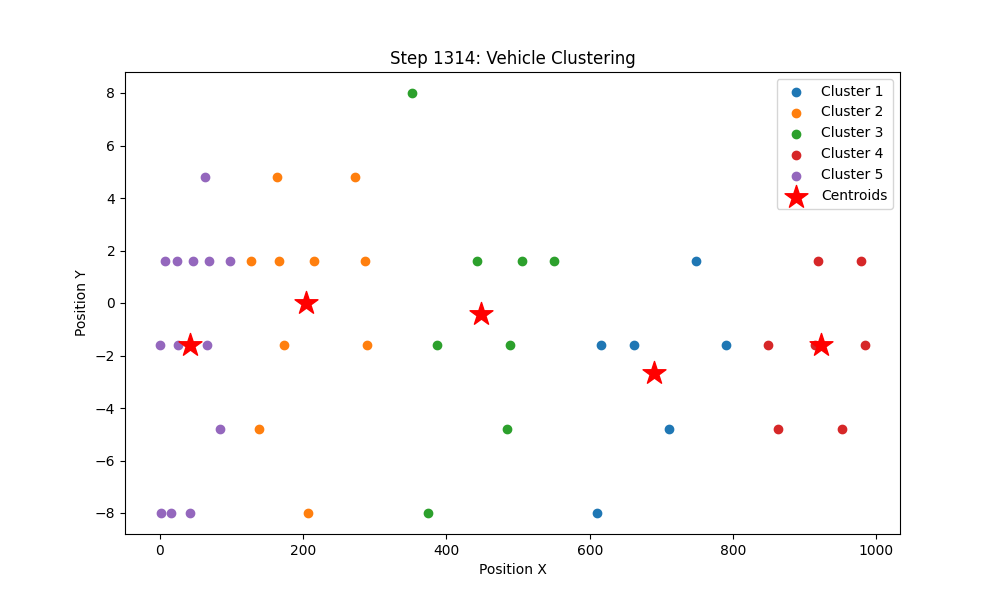 Step 1314: Vehicle Clustering
Cluster 1
Cluster 2
Cluster 3
Cluster 4
Cluster 5
Centroids
Position Y
8
6
4
2
0
−2
−4
−6
−8
0
200
400
600
800
1000
Position X